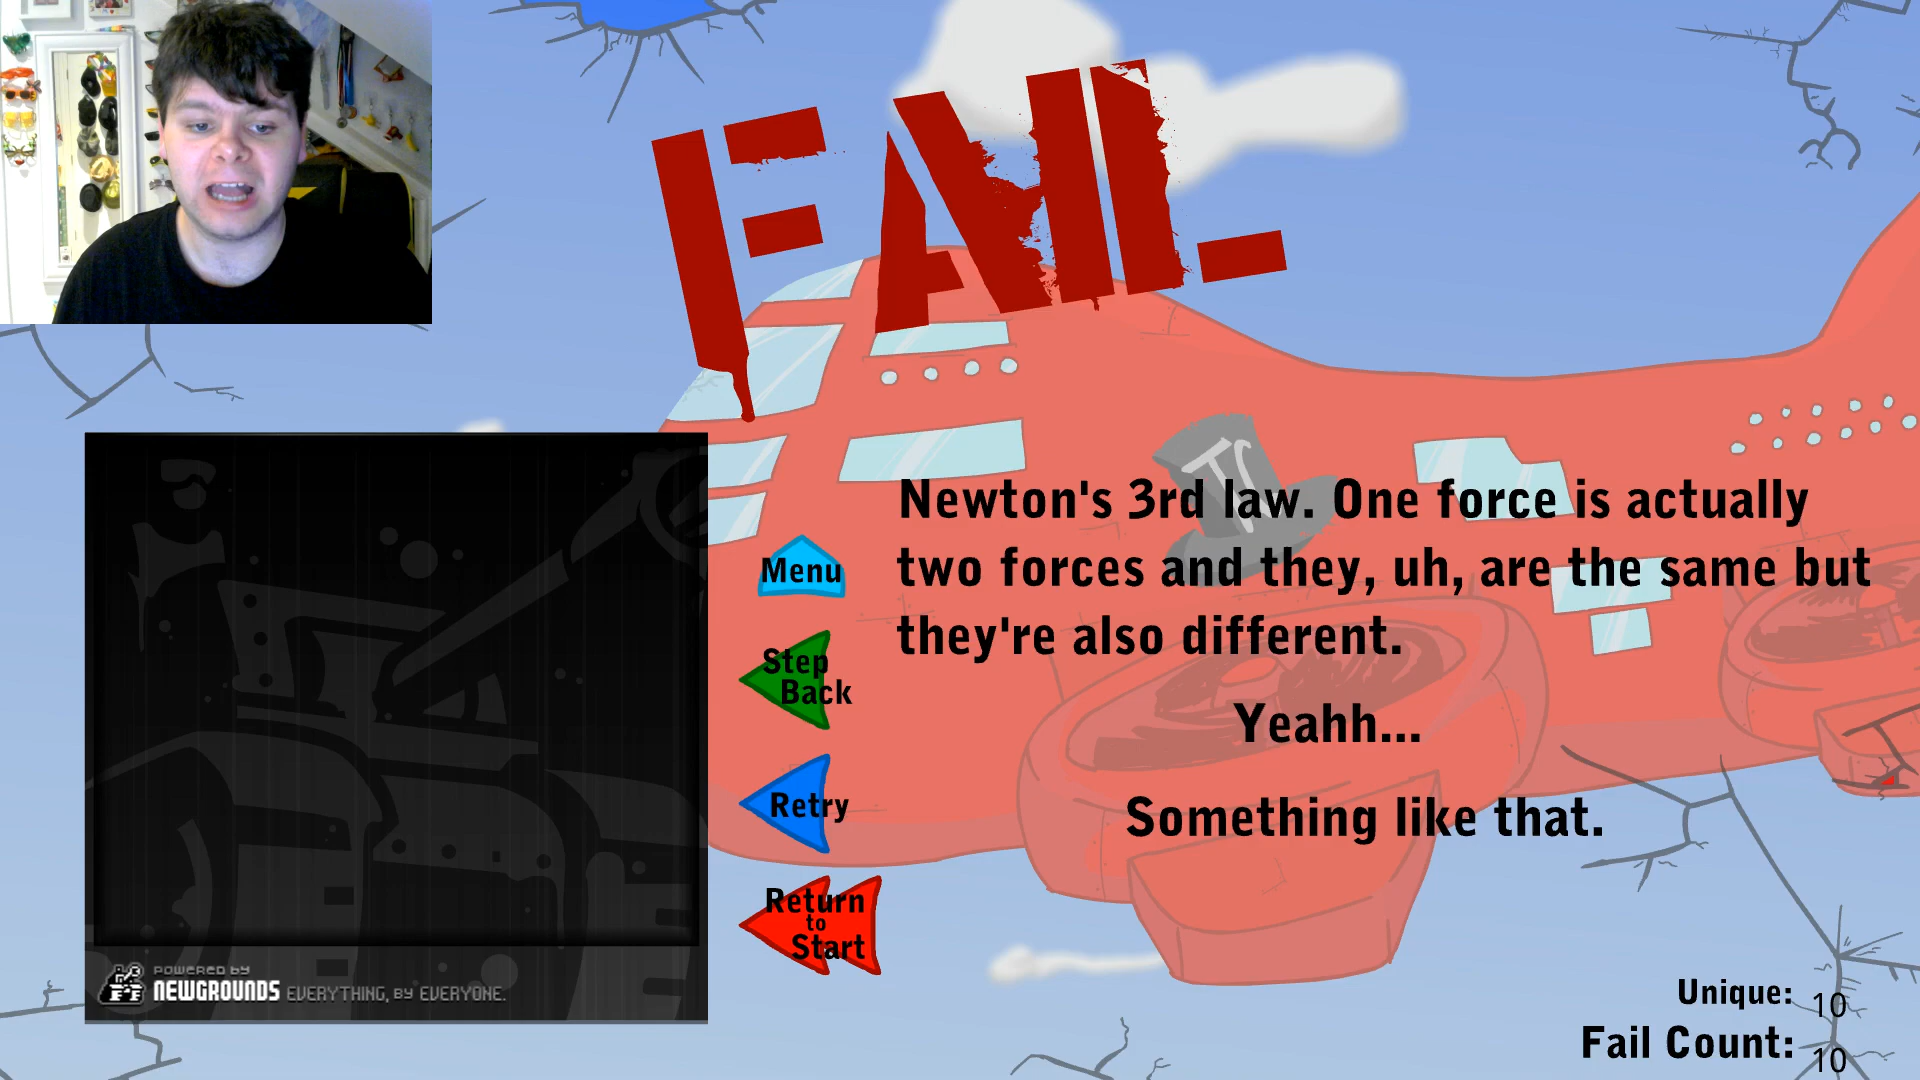 FAIL
TC
Newton's 3rd law. One force is actually
two forces and they, uh, are the same but
they're also different.
Yeahh...
Something like that.
Menu
Step
Back
Retry
Return
to
Start
POWERED BY
NEWGROUNDS EVERYTHING, BY EVERYONE.
Unique: 10
Fail Count: 10